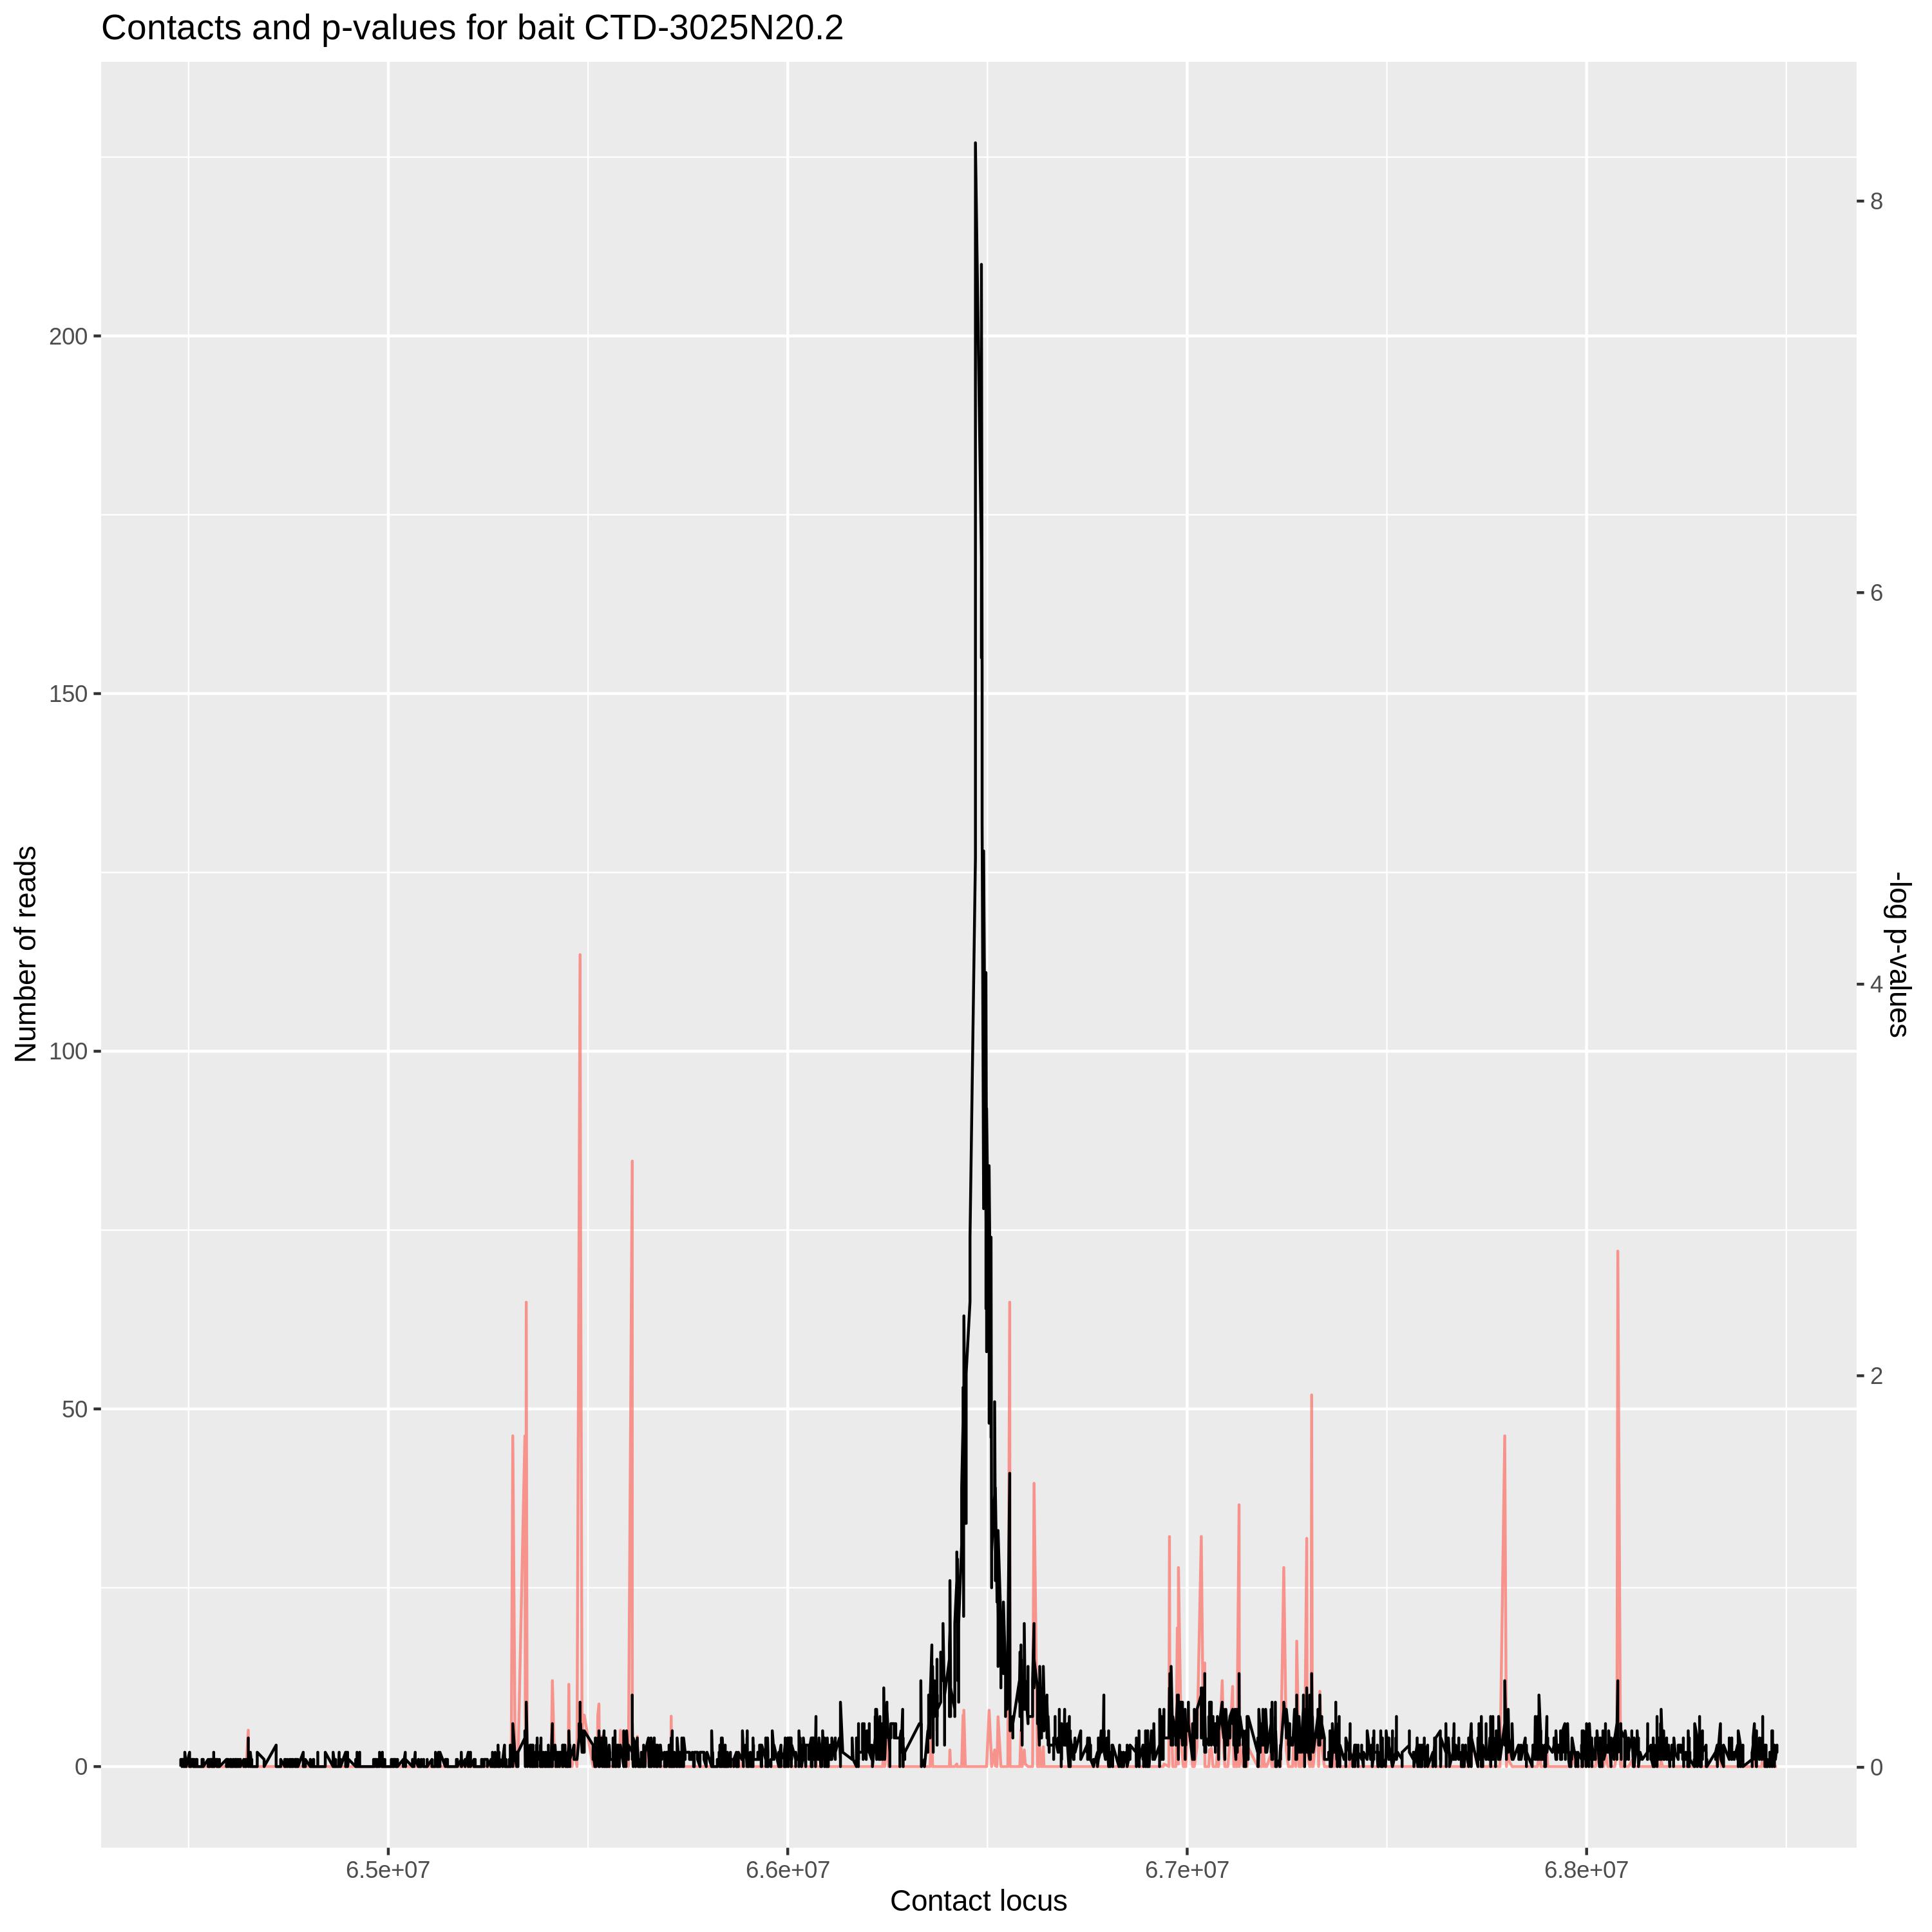 Contacts and p-values for bait CTD-3025N20.2
200
150
100
50
0
Number of reads
8
6
4
2
0
-log p-values
6.5e+07
6.6e+07
6.7e+07
6.8e+07
Contact locus